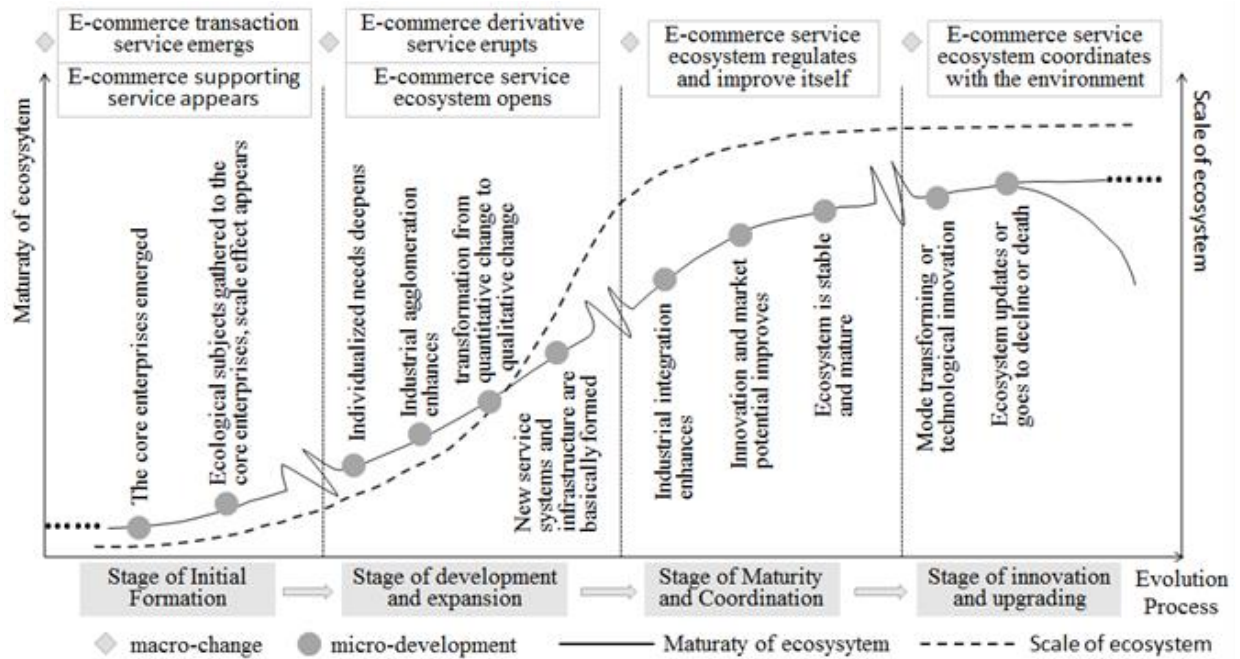 E-commerce transaction
service emergs
E-commerce supporting
service appears
E-commerce derivative
service erupts
E-commerce service
ecosystem opens
E-commerce service
ecosystem regulates
and improve itself
E-commerce service
ecosystem coordinates
with the environment
Maturaty of ecosysytem
Scale of ecosystem
The core enterprises emerged
Ecological subjects gathered to the
core enterprises, scale effect appears
Individualized needs deepens
Industrial agglomeration
enhances
transformation from
quantitative change to
qualitative change
New service
systems and
infrastructure are
basically formed
Industrial integration
enhances
Innovation and market
potential improves
Ecosystem is stable
and mature
Mode transforming or
technological innovation
Ecosystem updates or
goes to decline or death
Stage of Initial
Formation
Stage of development
and expansion
Stage of Maturity
and Coordination
Stage of innovation
and upgrading
Evolution
Process
macro-change
micro-development
Maturaty of ecosysytem
Scale of ecosystem